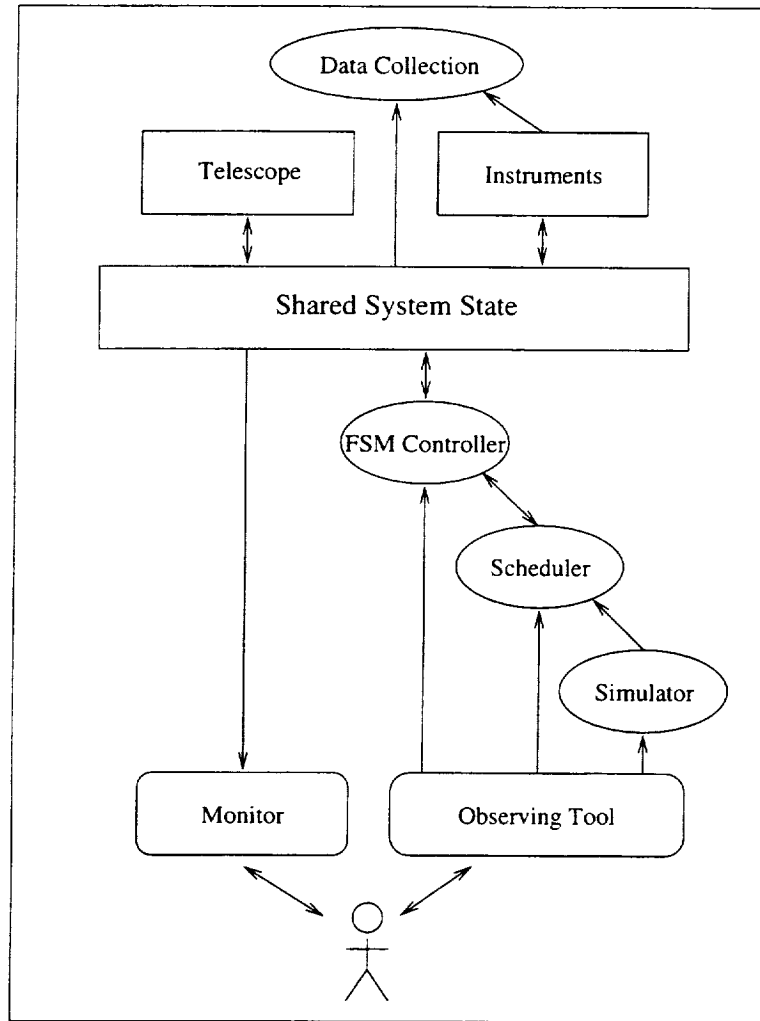 Data Collection
Telescope
Instruments
Shared System State
FSM Controller
Scheduler
Simulator
Monitor
Observing Tool